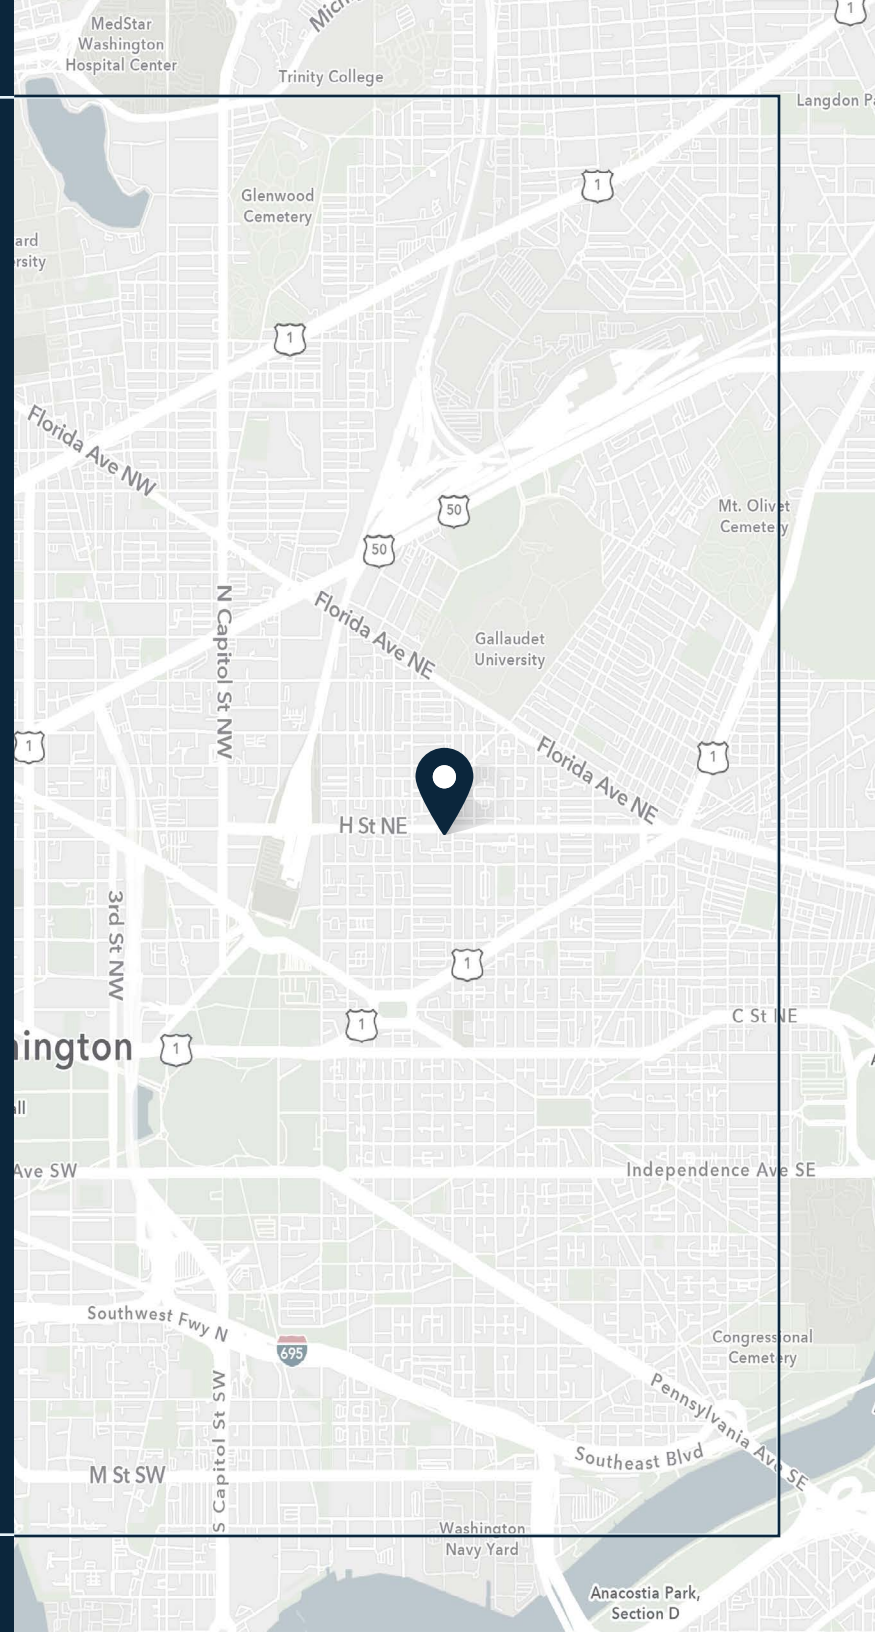 1
MedStar
Washington
Hospital Center
Trinity College
Langdon
1
Glenwood
Cemetery
ard
rsity
1
Florida Ave NW
50
Mt. Olivet
Cemetery
50
N Capitol St NW
Florida Ave NE
Gallaudet
University
1
Florida Ave NE
1
H St NE
3rd St NW
1
C St NE
1
1
ington
all
Ave SW
Independence Ave SE
Southwest Fwy N
695
Congressional
Cemetery
Pennsylvania Ave SE
S Capitol St SW
Southeast Blvd
M St SW
Washington
Navy Yard
Anacostia Park,
Section D